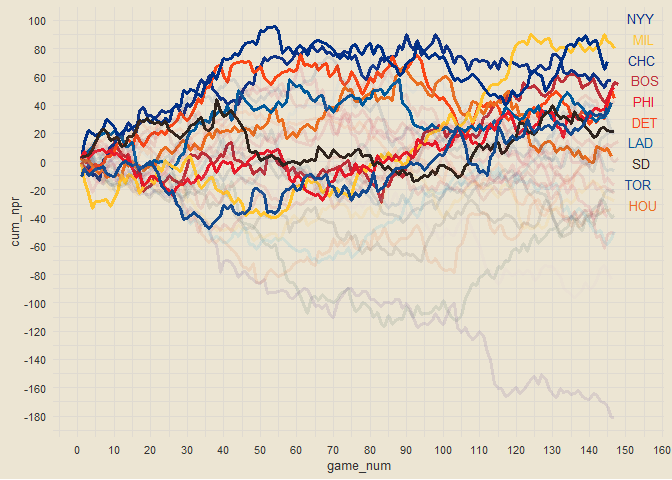 NYY
MIL
CHC
BOS
PHI
DET
LAD
SD
TOR
HOU
100
80
60
40
20
0
-20
-40
-60
-80
-100
-120
-140
-160
-180
cum_npr
0 10 20 30 40 50 60 70 80 90 100 110 120 130 140 150 160
game_num